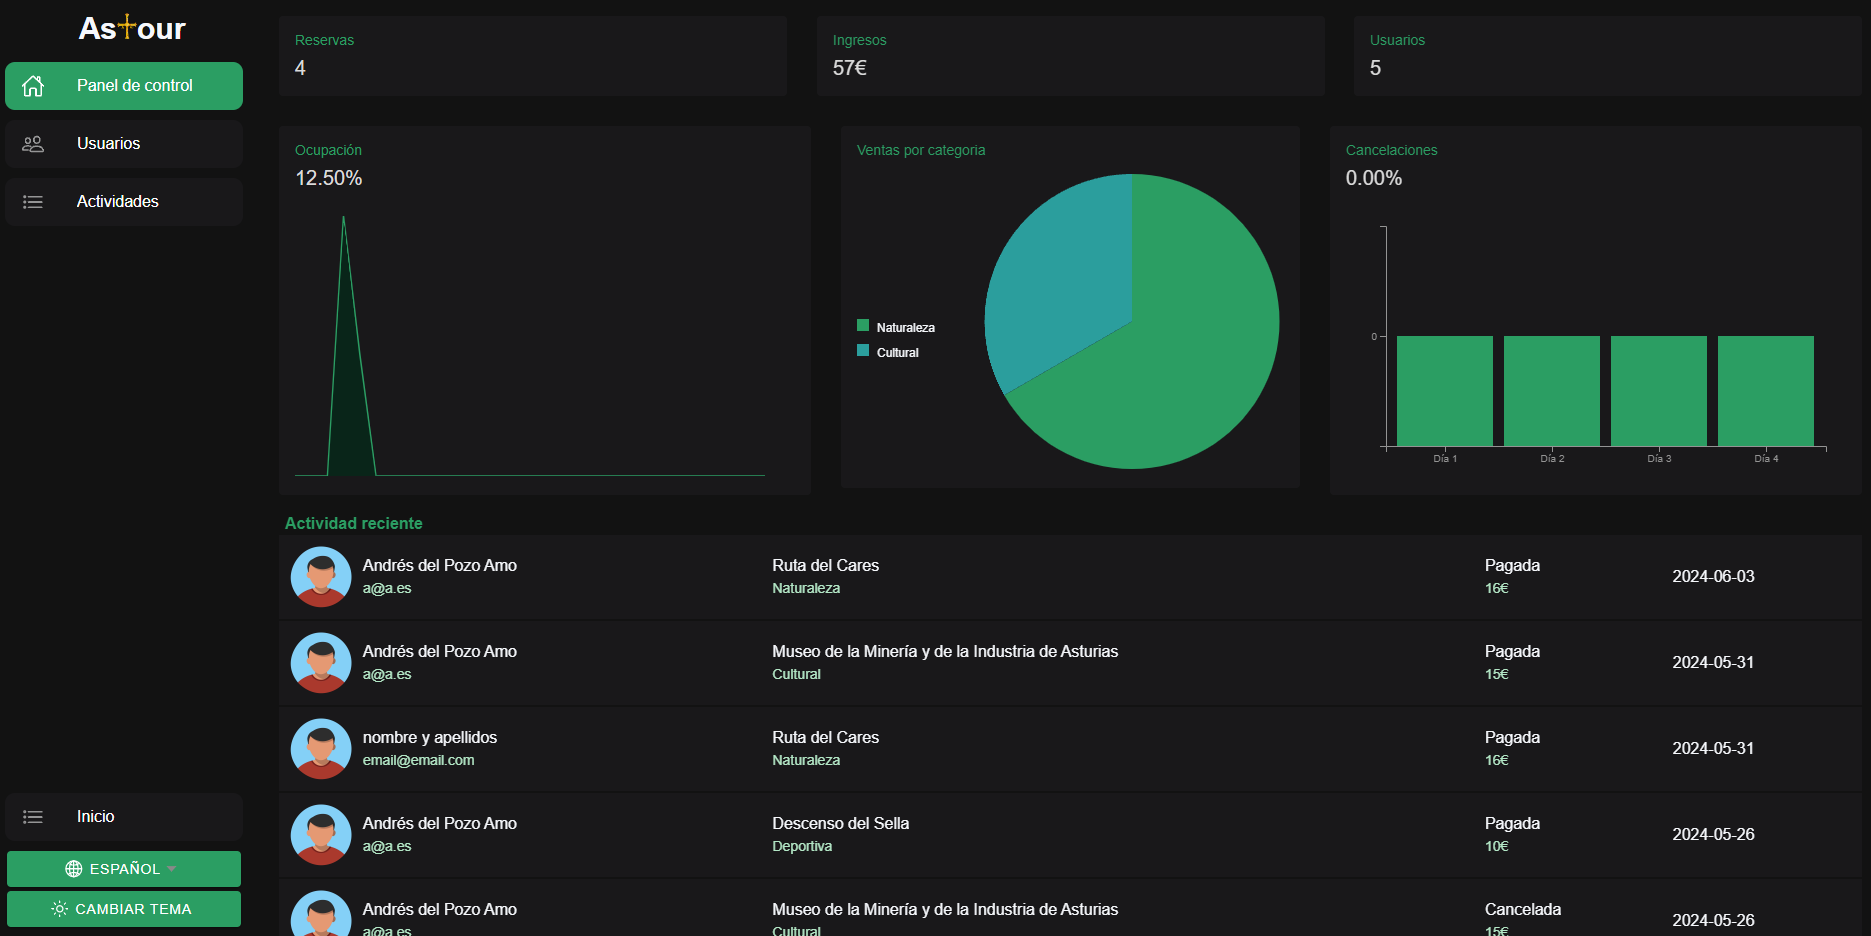 Astour
Panel de control
Usuarios
Actividades
Inicio
ESPAÑOL
CAMBIAR TEMA
Reservas
4
Ingresos
57€
Usuarios
5
Ocupación
12.50%
Ventas por categoria
Naturaleza
Cultural
Cancelaciones
0.00%
0
Día 1 Día 2 Día 3 Día 4
Actividad reciente
Andrés del Pozo Amo Ruta del Cares Pagada 2024-06-03
a@a.es Naturaleza 16€
Andrés del Pozo Amo Museo de la Minería y de la Industria de Asturias Pagada 2024-05-31
a@a.es Cultural 15€
nombre y apellidos Ruta del Cares Pagada 2024-05-31
email@email.com Naturaleza 16€
Andrés del Pozo Amo Descenso del Sella Pagada 2024-05-26
a@a.es Deportiva 10€
Andrés del Pozo Amo Museo de la Minería y de la Industria de Asturias Cancelada 2024-05-26
a@a.es Cultural 15€